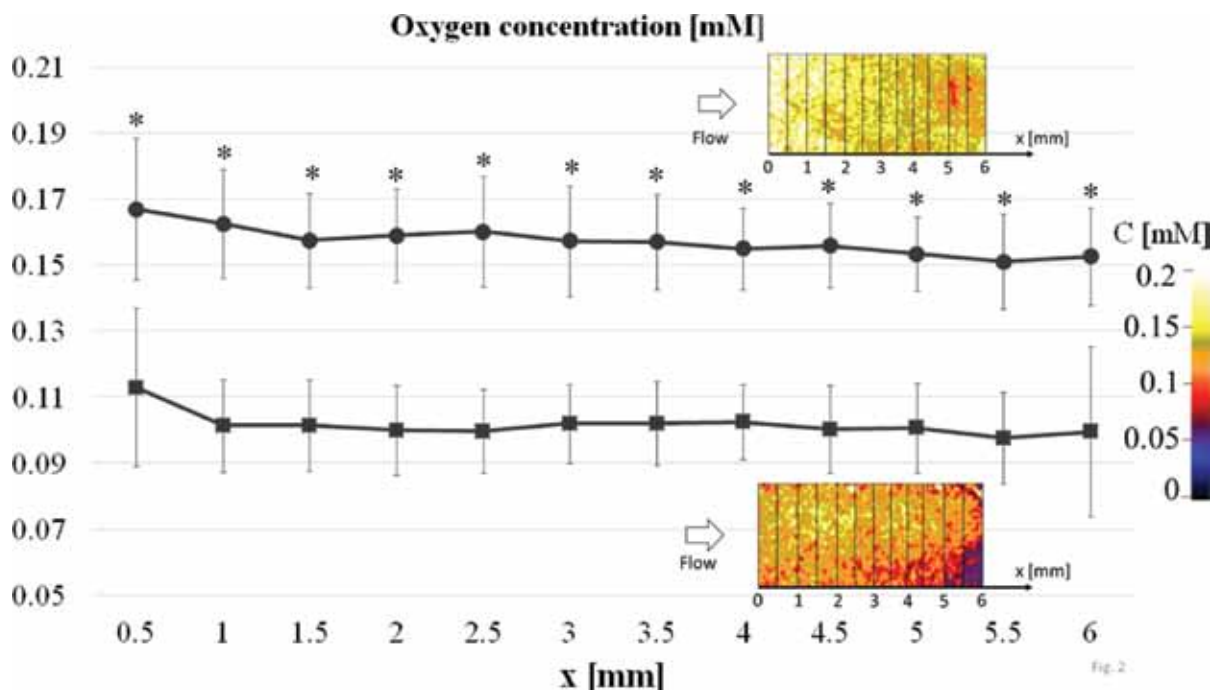 Oxygen concentration [mM]
0.21
0.19
0.17
0.15
0.13
0.11
0.09
0.07
0.05
* * * * * * * * * * * *
Flow
x [mm]
0 1 2 3 4 5 6
C [mM]
0.2
0.15
0.1
0.05
0
Flow
x [mm]
0 1 2 3 4 5 6
0.5 1 1.5 2 2.5 3 3.5 4 4.5 5 5.5 6
x [mm]
Fig. 2